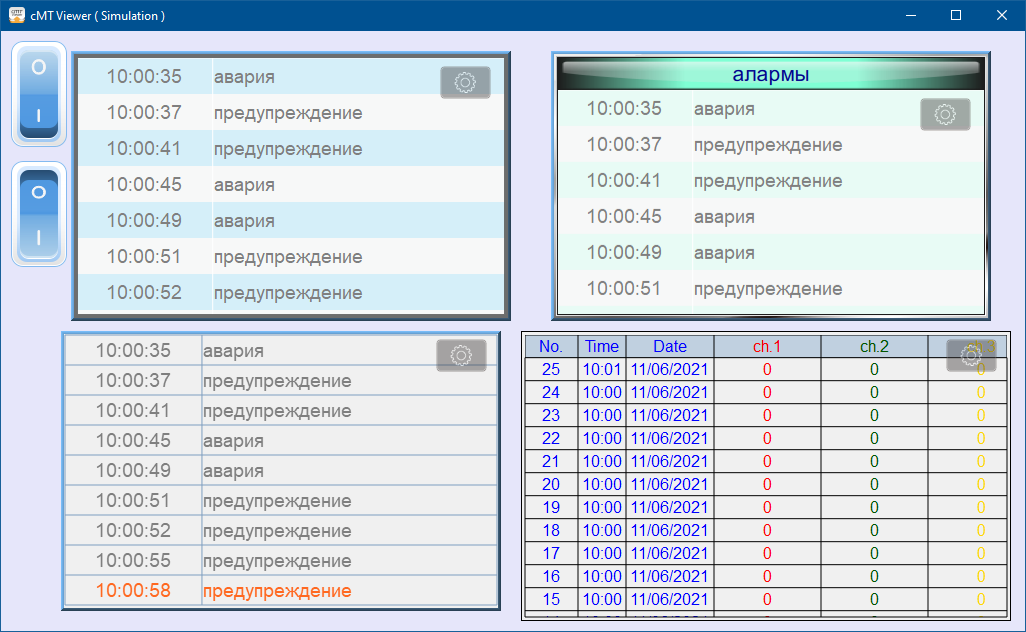 cMT Viewer ( Simulation )
O
I
O
I
10:00:35 авария
10:00:37 предупреждение
10:00:41 предупреждение
10:00:45 авария
10:00:49 авария
10:00:51 предупреждение
10:00:52 предупреждение
алармы
10:00:35 авария
10:00:37 предупреждение
10:00:41 предупреждение
10:00:45 авария
10:00:49 авария
10:00:51 предупреждение
10:00:35 авария
10:00:37 предупреждение
10:00:41 предупреждение
10:00:45 авария
10:00:49 авария
10:00:51 предупреждение
10:00:52 предупреждение
10:00:55 предупреждение
10:00:58 предупреждение
No. Time Date ch.1 ch.2
25 10:01 11/06/2021 0 0 0
24 10:00 11/06/2021 0 0 0
23 10:00 11/06/2021 0 0 0
22 10:00 11/06/2021 0 0 0
21 10:00 11/06/2021 0 0 0
20 10:00 11/06/2021 0 0 0
19 10:00 11/06/2021 0 0 0
18 10:00 11/06/2021 0 0 0
17 10:00 11/06/2021 0 0 0
16 10:00 11/06/2021 0 0 0
15 10:00 11/06/2021 0 0 0